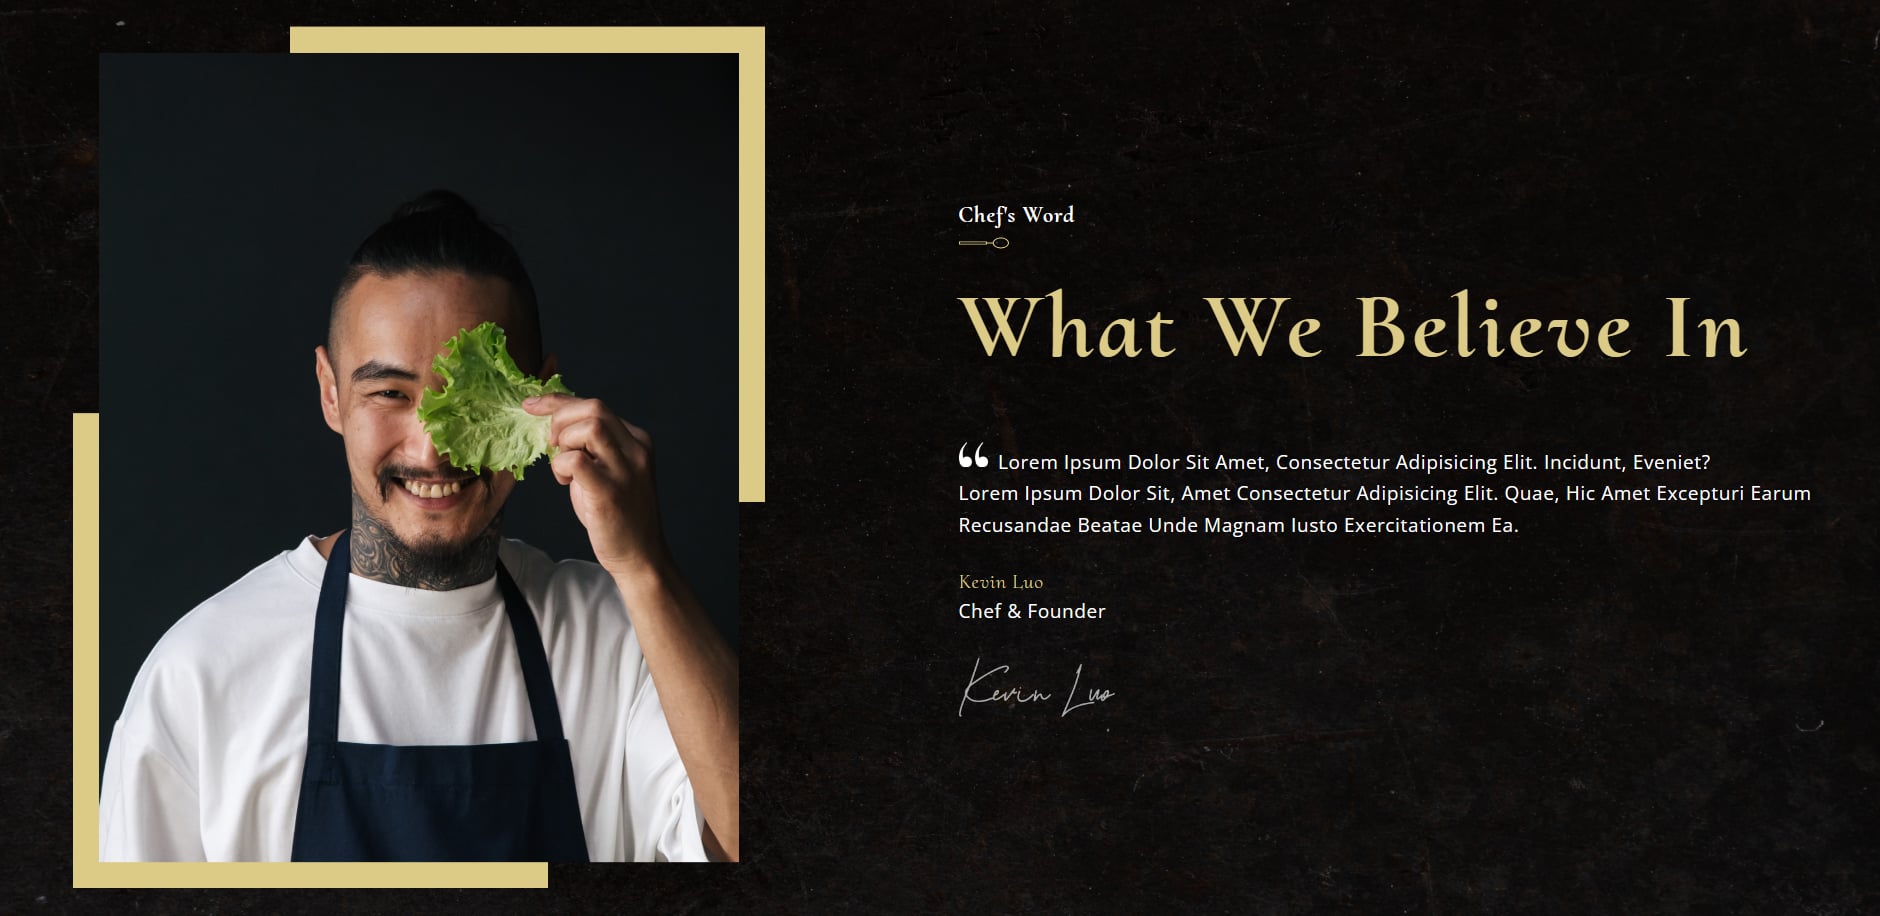 Chef's Word
What We Believe In
“ Lorem Ipsum Dolor Sit Amet, Consectetur Adipisicing Elit. Incidunt, Eveniet?
Lorem Ipsum Dolor Sit, Amet Consectetur Adipisicing Elit. Quae, Hic Amet Excepturi Earum
Recusandae Beatae Unde Magnam Iusto Exercitationem Ea.
Kevin Luo
Chef & Founder
Kevin Luo